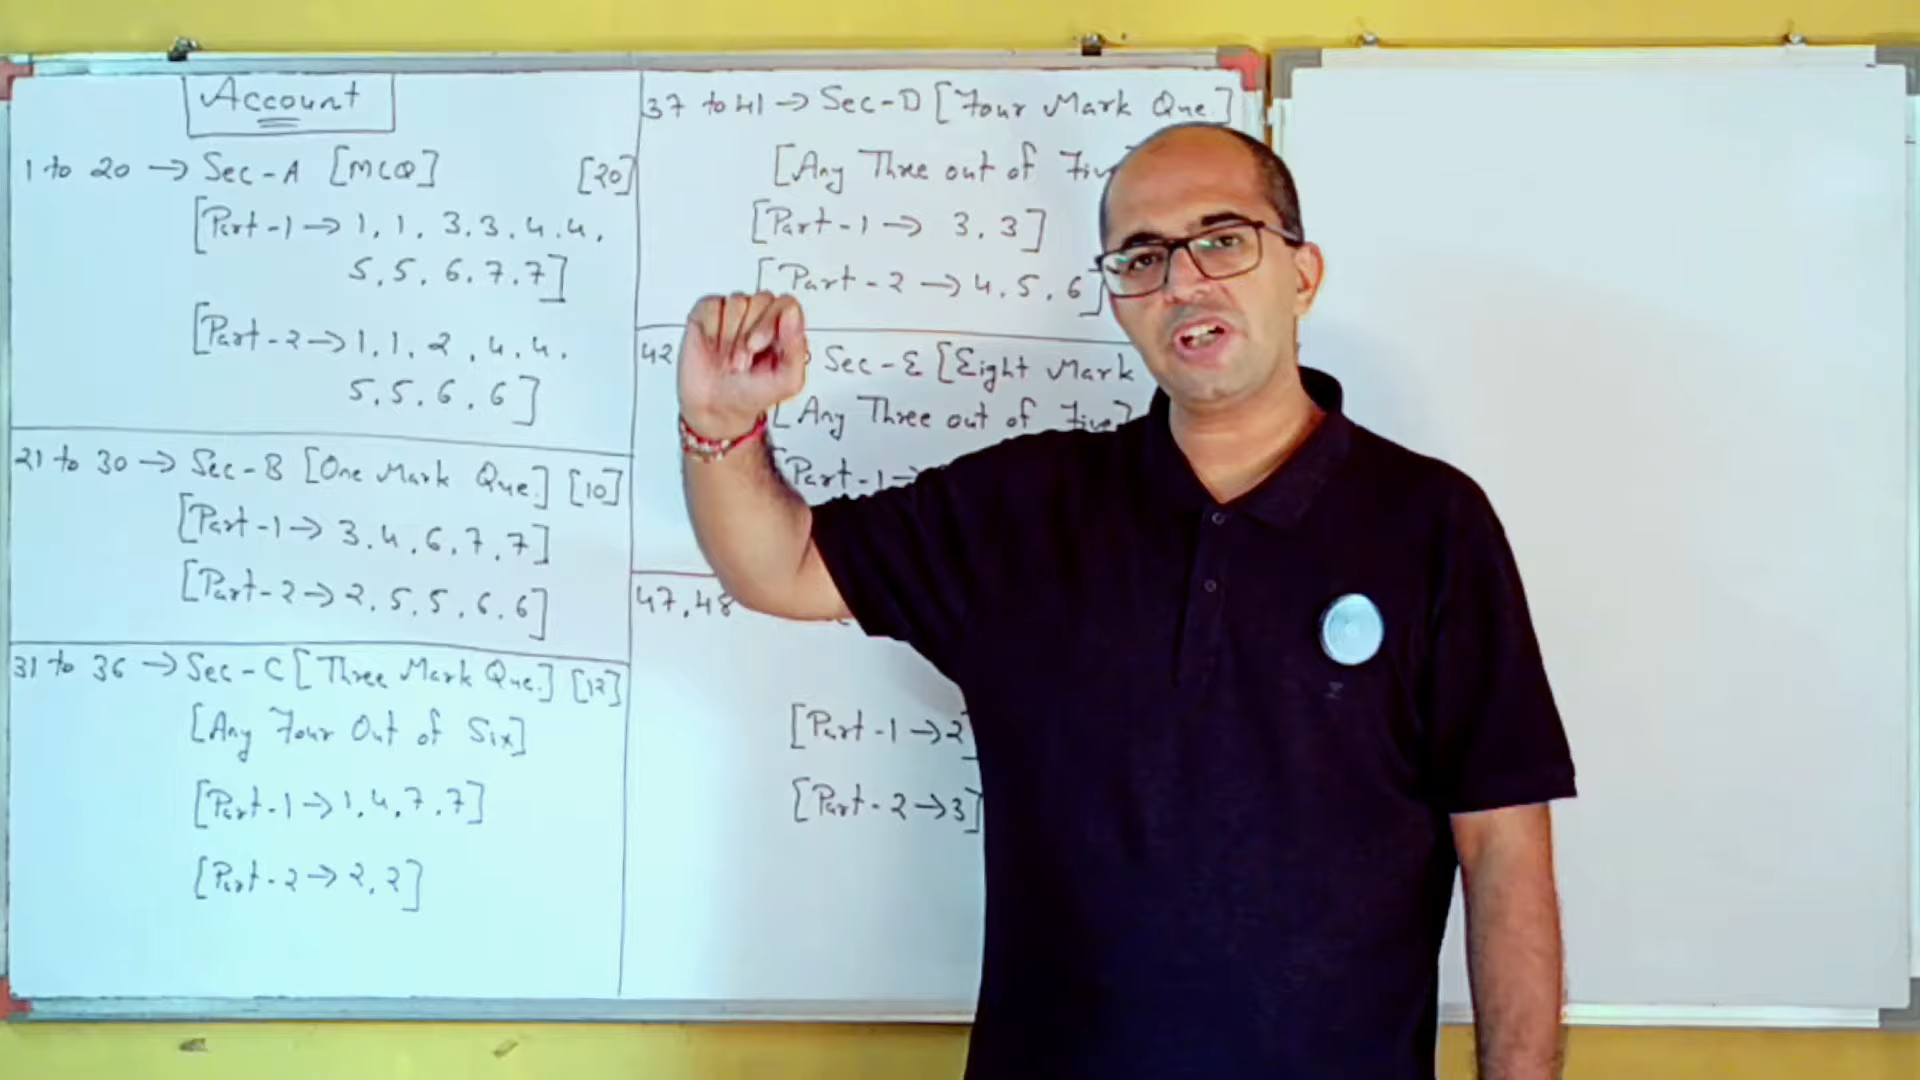 Account
1 to 20 → Sec-A [MCQ] [20]
[Part-1 → 1, 1, 3, 3, 4, 4,
5, 5, 6, 7, 7]
[Part-2 → 1, 1, 2, 4, 4,
5, 5, 6, 6]
21 to 30 → Sec-B [One Mark Que.] [10]
[Part-1 → 3, 4, 6, 7, 7]
[Part-2 → 2, 5, 5, 6, 6]
31 to 36 → Sec-C [Three Mark Que.] [12]
[Any Four Out of Six]
[Part-1 → 1, 4, 7, 7]
[Part-2 → 2, 2]
37 to 41 → Sec-D [Four Mark Que.]
[Any Three out of Five]
[Part-1 → 3, 3]
[Part-2 → 4, 5, 6]
42 Sec-E [Eight Mark
[Any Three out of Five]
[Part-1 →
47, 48
[Part-1 → 2]
[Part-2 → 3]